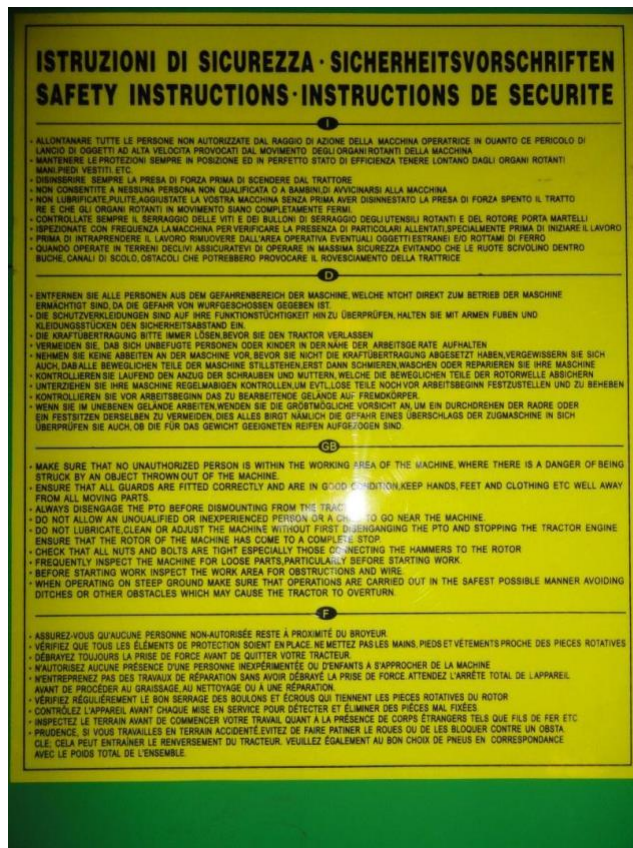 ISTRUZIONI DI SICUREZZA · SICHERHEITSVORSCHRIFTEN
SAFETY INSTRUCTIONS · INSTRUCTIONS DE SECURITE
I
· ALLONTANARE TUTTE LE PERSONE NON AUTORIZZATE DAL RAGGIO DI AZIONE DELLA MACCHINA OPERATRICE IN QUANTO CE PERICOLO DI
LANCIO DI OGGETTI AD ALTA VELOCITA PROVOCATI DAL MOVIMENTO DEGLI ORGANI ROTANTI DELLA MACCHINA
· MANTENERE LE PROTEZIONI SEMPRE IN POSIZIONE ED IN PERFETTO STATO DI EFFICIENZA TENERE LONTANO DAGLI ORGANI ROTANTI
MANI,PIEDI VESTITI. ETC.
· DISINSERIRE SEMPRE LA PRESA DI FORZA PRIMA DI SCENDERE DAL TRATTORE
· NON CONSENTITE A NESSUNA PERSONA NON QUALIFICATA O A BAMBINI,DI AVVICINARSI ALLA MACCHINA
· NON LUBRIFICATE,PULITE,AGGIUSTATE LA VOSTRA MACCHINA SENZA PRIMA AVER DISINNESTATO LA PRESA DI FORZA SPENTO IL TRATTO
RE E CHE GLI ORGANI ROTANTI IN MOVIMENTO SIANO COMPLETAMENTE FERMI.
· CONTROLLATE SEMPRE IL SERRAGGIO DELLE VITI E DEI BULLONI DI SERRAGGIO DEGLI UTENSILI ROTANTI E DEL ROTORE PORTA MARTELLI
· ISPEZIONATE CON FREQUENZA LA MACCHINA PER VERIFICARE LA PRESENZA DI PARTICOLARI ALLENTATI,SPECIALMENTE PRIMA DI INIZIARE IL LAVORO
· PRIMA DI INTRAPRENDERE IL LAVORO RIMUOVERE DALL'AREA OPERATIVA EVENTUALI OGGETTI ESTRANEI E/O ROTTAMI DI FERRO
· QUANDO OPERATE IN TERRENI DECLIVI ASSICURATEVI DI OPERARE IN MASSIMA SICUREZZA EVITANDO CHE LE RUOTE SCIVOLINO DENTRO
BUCHE, CANALI DI SCOLO, OSTACOLI CHE POTREBBERO PROVOCARE IL ROVESCIAMENTO DELLA TRATTRICE
D
· ENTFERNEN SIE ALLE PERSONEN AUS DEM GEFAHRENBEREICH DER MASCHINE, WELCHE NTCHT DIREKT ZUM BETRIEB DER MASCHINE
ERMÄCHTIGT SIND, DA DIE GEFAHR VON WURFGESCHOSSEN GEGEBEN IST.
· DIE SCHUTZVERKLEIDUNGEN SIND AUF IHRE FUNKTIONSTÜCHTIGKEIT HIN ZU ÜBERPRÜFEN, HALTEN SIE MIT ARMEN FUBEN UND
KLEIDUNGSSTÜCKEN DEN SICHERHEITSABSTAND EIN.
· DIE KRAFTÜBERTRAGUNG BITTE IMMER LÖSEN,BEVOR SIE DEN TRAKTOR VERLASSEN
· VERMEIDEN SIE, DAB SICH UNBEFUGTE PERSONEN ODER KINDER IN DER NÄHE DER ARBEITSGERATE AUFHALTEN
· NEHMEN SIE KEINE ABBEITEN AN DER MASCHINE VOR, BEVOR SIE NICHT DIE KRAFTÜBERTRAGUNG ABGESETZT HABEN,VERGEWISSERN SIE SICH
AUCH, DAB ALLE BEWEGLICHEN TEILE DER MASCHINE STILLSTEHEN,ERST DANN SCHMIEREN,WASCHEN ODER REPARIEREN SIE IHRE MASCHINE
· KONTROLLIEREN SIE LAUFEND DEN ANZUG DER SCHRAUBEN UND MUTTERN, WELCHE DIE BEWEGLICHEN TEILE DER ROTORWELLE ABSICHERN
· UNTERZIEHEN SIE IHRE MASCHINE REGELMABIGEN KONTROLLEN,UM EVTL,LOSE TEILE NOCH VOR ARBEITSBEGINN FESTZUSTELLEN UND ZU BEHEBEN
· KONTROLLIEREN SIE VOR ARBEITSBEGINN DAS ZU BEARBEITENDE GELÄNDE AUF FREMDKÖRPER.
· WENN SIE IM UNEBENEN GELÄNDE ARBEITEN,WENDEN SIE DIE GRÖSTMÖGLICHE VORSICHT AN, UM EIN DURCHDREHEN DER RADRE ODER
EIN FESTSITZEN DERSELBEN ZU VERMEIDEN, DIES ALLES BIRGT NÄMLICH DIE GEFAHR EINES ÜBERSCHLAGS DER ZUGMASCHINE IN SICH
ÜBERPRÜFEN SIE AUCH, OB DIE FÜR DAS GEWICHT GEEIGNETEN REIFEN AUFGEZOGEN SIND.
GB
· MAKE SURE THAT NO UNAUTHORIZED PERSON IS WITHIN THE WORKING AREA OF THE MACHINE, WHERE THERE IS A DANGER OF BEING
STRUCK BY AN OBJECT THROWN OUT OF THE MACHINE.
· ENSURE THAT ALL GUARDS ARE FITTED CORRECTLY AND ARE IN GOOD CONDITION,KEEP HANDS, FEET AND CLOTHING ETC WELL AWAY
FROM ALL MOVING PARTS.
· ALWAYS DISENGAGE THE PTO BEFORE DISMOUNTING FROM THE
· DO NOT ALLOW AN UNQUALIFIED OR INEXPERIENCED PERSON OR A TO GO NEAR THE MACHINE.
· DO NOT LUBRICATE,CLEAN OR ADJUST THE MACHINE WITHOUT FIRST DISENGANGING THE PTO AND STOPPING THE TRACTOR ENGINE
ENSURE THAT THE ROTOR OF THE MACHINE HAS COME TO A COMPLETE STOP.
· CHECK THAT ALL NUTS AND BOLTS ARE TIGHT ESPECIALLY THOSE CONNECTING THE HAMMERS TO THE ROTOR
· FREQUENTLY INSPECT THE MACHINE FOR LOOSE PARTS,PARTICULARLY BEFORE STARTING WORK.
· BEFORE STARTING WORK INSPECT THE WORK AREA FOR OBSTRUCTIONS AND WIRE.
· WHEN OPERATING ON STEEP GROUND MAKE SURE THAT OPERATIONS ARE CARRIED OUT IN THE SAFEST POSSIBLE MANNER AVOIDING
DITCHES OR OTHER OBSTACLES WHICH MAY CAUSE THE TRACTOR TO OVERTURN.
F
· ASSUREZ-VOUS QU'AUCUNE PERSONNE NON-AUTORISÉE RESTE À PROXIMITÉ DU BROYEUR.
· VÉRIFIEZ QUE TOUS LES ÉLÉMENTS DE PROTECTION SOIENT EN PLACE. NE METTEZ PAS LES MAINS, PIEDS ET VÊTEMENTS PROCHE DES PIECES ROTATIVES
· DÉBRAYEZ TOUJOURS LA PRISE DE FORCE AVANT DE QUITTER VOTRE TRACTEUR.
· N'AUTORISEZ AUCUNE PRÉSENCE D'UNE PERSONNE INEXPÉRIMENTÉE OU D'ENFANTS A S'APPROCHER DE LA MACHINE
· N'ENTREPRENEZ PAS DES TRAVAUX DE RÉPARATION SANS AVOIR DÉBRAYÉ LA PRISE DE FORCE. ATTENDEZ L'ARRÊTE TOTAL DE L'APPAREIL
AVANT DE PROCÉDER AU GRAISSAGE, AU NETTOYAGE OU À UNE RÉPARATION.
· VÉRIFIEZ RÉGULIÉREMENT LE BON SERRAGE DES BOULONS ET ÉCROUS QUI TIENNENT LES PIÈCES ROTATIVES DU ROTOR
· CONTRÔLEZ L'APPAREIL AVANT CHAQUE MISE EN SERVICE POUR DÉTECTER ET ÉLIMINER DES PIÈCES MAL FIXÉES.
· INSPECTEZ LE TERRAIN AVANT DE COMMENCER VOTRE TRAVAIL QUANT À LA PRÉSENCE DE CORPS ÉTRANGERS TELS QUE FILS DE FER ETC
· PRUDENCE, SI VOUS TRAVAILLES EN TERRAIN ACCIDENTÉ.EVITEZ DE FAIRE PATINER LE ROUES OU DE LES BLOQUER CONTRE UN OBSTA
CLE; CELA PEUT ENTRAÎNER LE RENVERSEMENT DU TRACTEUR. VEUILLEZ ÉGALEMENT AU BON CHOIX DE PNEUS EN CORRESPONDANCE
AVEC LE POIDS TOTAL DE L'ENSEMBLE.